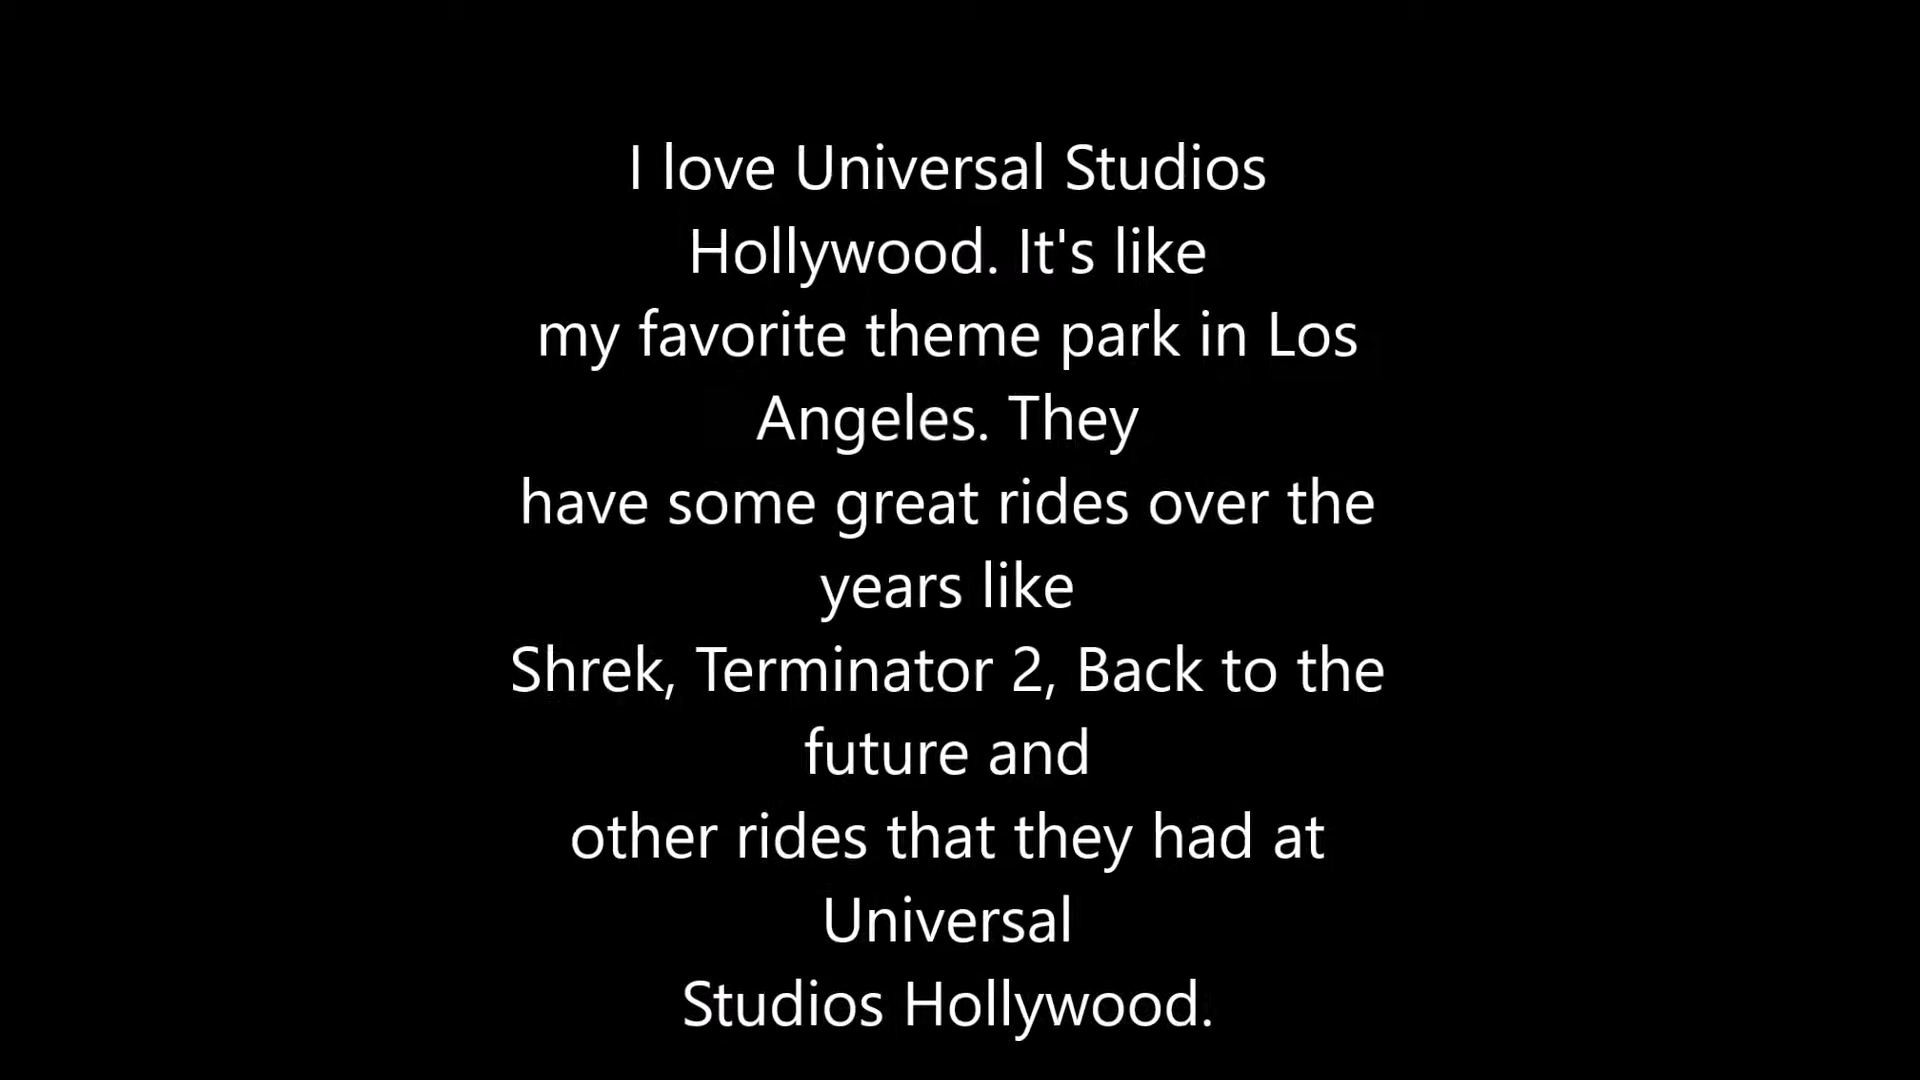 I love Universal Studios
Hollywood. It's like
my favorite theme park in Los
Angeles. They
have some great rides over the
years like
Shrek, Terminator 2, Back to the
future and
other rides that they had at
Universal
Studios Hollywood.